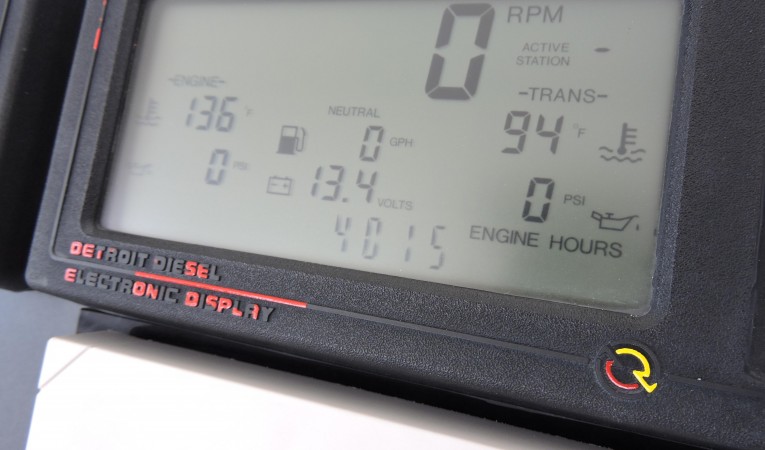 0 RPM
ACTIVE
STATION -
-ENGINE-
136 °F
NEUTRAL
0 GPH
-TRANS-
94 °F
0 PSI
13.4 VOLTS
0 PSI
4015 ENGINE HOURS
DETROIT DIESEL
ELECTRONIC DISPLAY